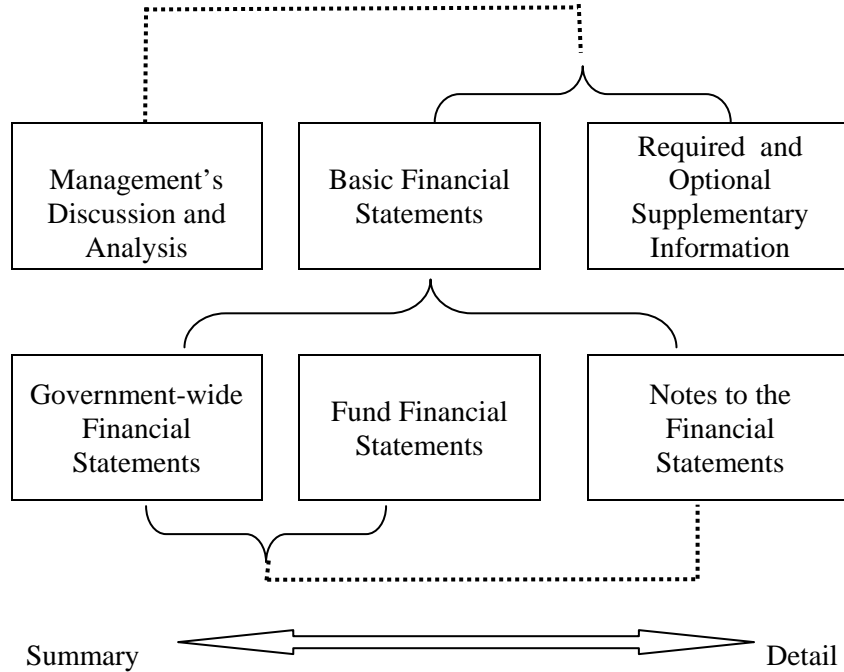 Management’s
Discussion and
Analysis
Basic Financial
Statements
Required  and
Optional
Supplementary
Information
Government-wide
Financial
Statements
Fund Financial
Statements
Notes to the
Financial
Statements
Summary
Detail